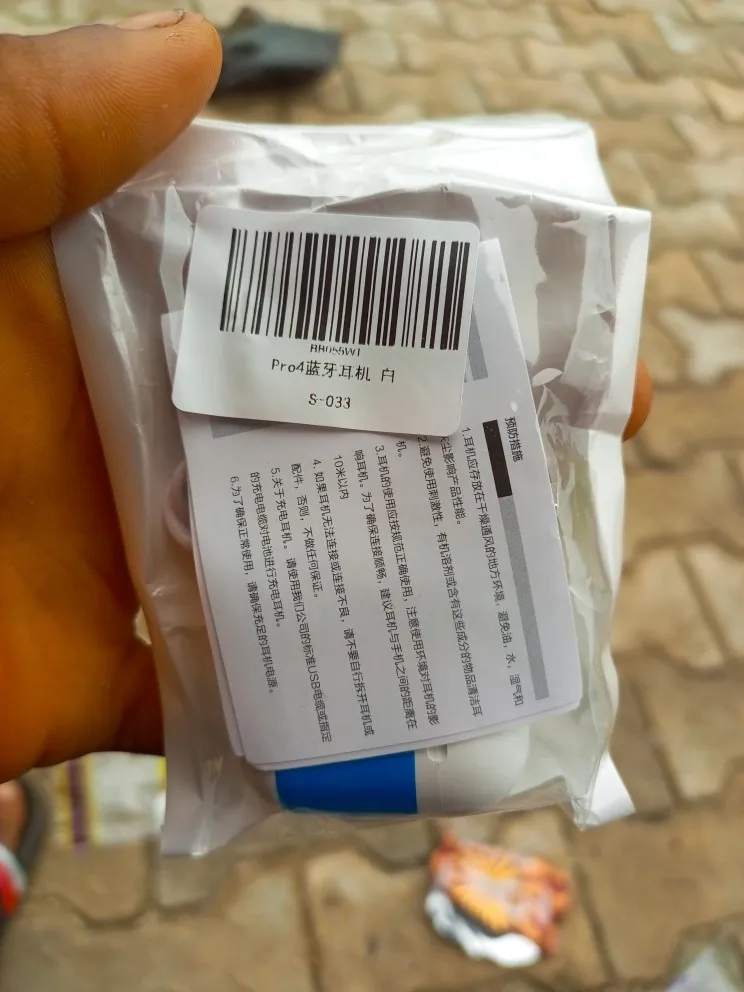 BH055WT
Pro4蓝牙耳机 白
S-033
预防措施
1.耳机应存放在干燥通风的地方环境，避免油，水，湿气和
灰尘影响产品性能。
2.避免使用刺激性，有机溶剂或含有这些成分的物品清洁耳
机。
3.耳机的使用应按规范正确使用，注意使用环境对耳机的影
响耳机。为了确保连接顺畅，建议耳机与手机之间的距离在
10米以内
4.如果耳机无法连接或连接不良，请不要自行拆开耳机或
配件，否则，不做任何保证。
5.关于充电耳机。请使用我们公司的标准USB电缆或指定
的充电电缆对电池进行充电耳机。
6.为了确保正常使用，请确保充足的耳机电源。